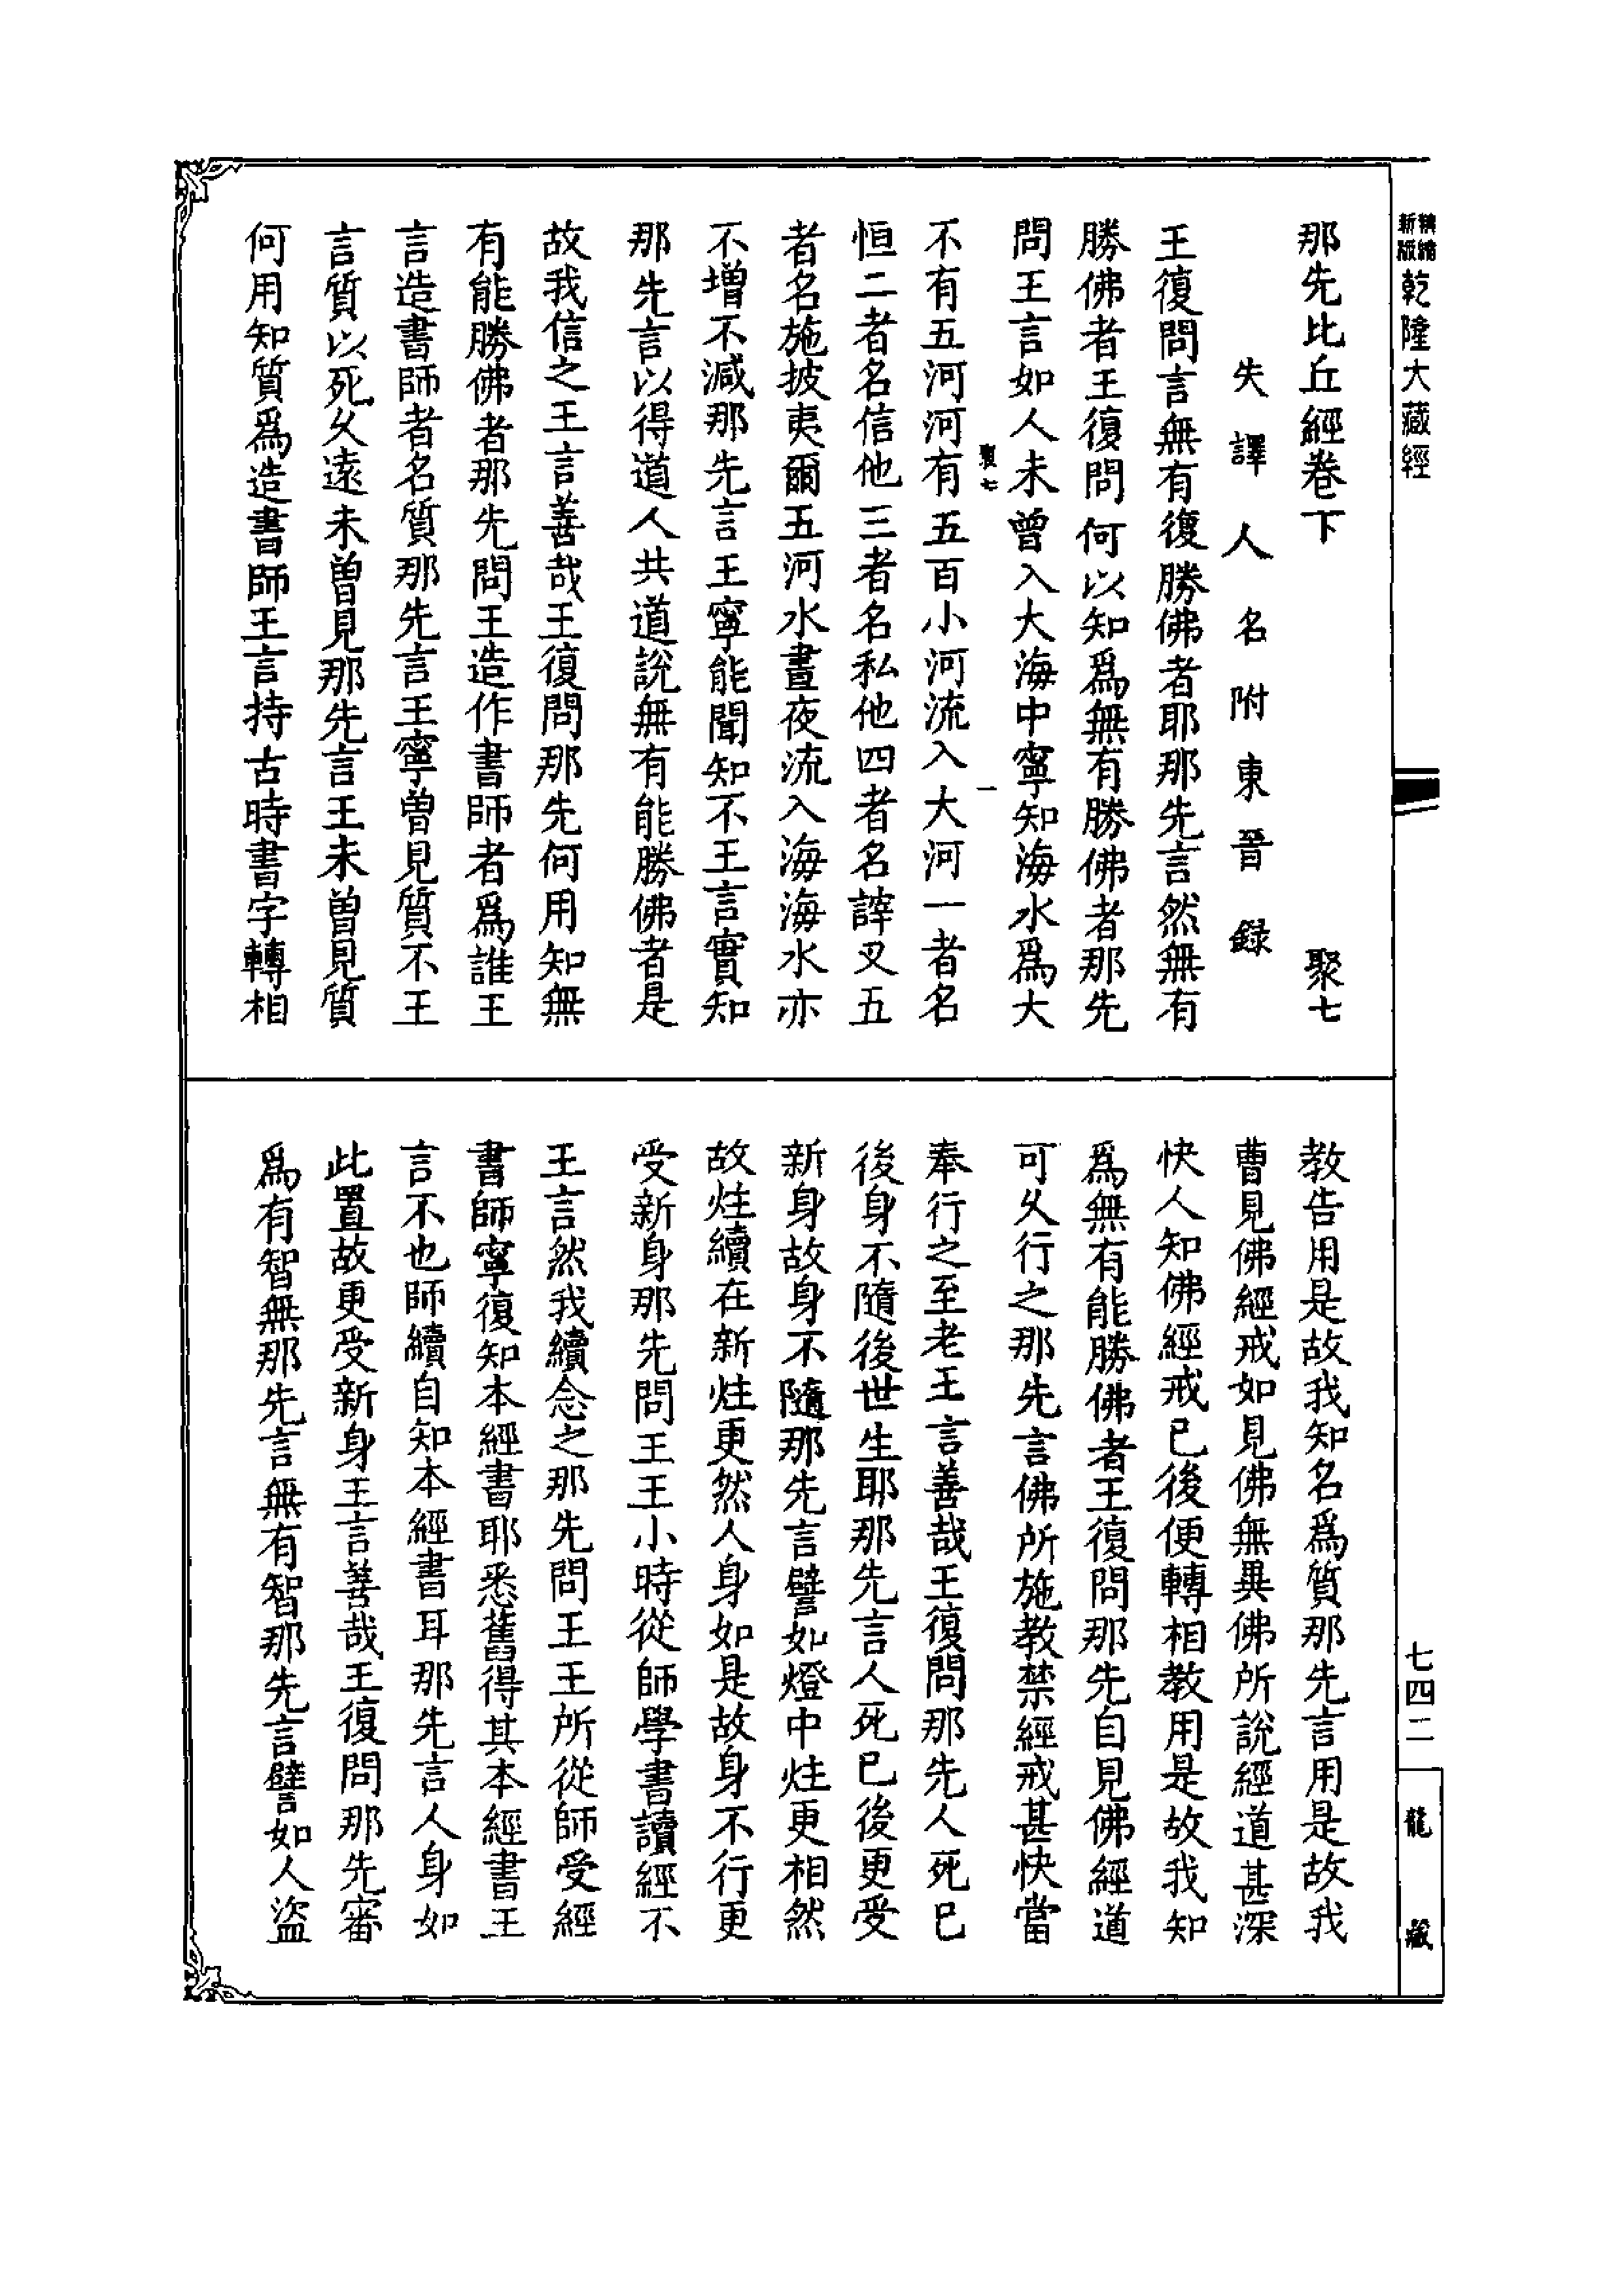 新版精縮乾隆大藏經
那先比丘經卷下 聚七
失譯人名附東晉錄
王復問言無有復勝佛者耶那先言然無有
勝佛者王復問何以知爲無有勝佛者那先
問王言如人未曾入大海中寧知海水爲大
聚七 一
不有五河河有五百小河流入大河一者名
恒二者名信他三者名私他四者名𧩙叉五
者名施披夷爾五河水晝夜流入海海水亦
不增不減那先言王寧能聞知不王言實知
那先言以得道人共道說無有能勝佛者是
故我信之王言善哉王復問那先何用知無
有能勝佛者那先問王造作書師者爲誰王
言造書師者名質那先言王寧曾見質不王
言質以死久遠未曾見那先言王未曾見質
何用知質爲造書師王言持古時書字轉相
教告用是故我知名爲質那先言用是故我
曹見佛經戒如見佛無異佛所說經道甚深
快人知佛經戒已後便轉相教用是故我知
爲無有能勝佛者王復問那先自見佛經道
可久行之那先言佛所施教禁經戒甚快當
奉行之至老王言善哉王復問那先人死已
後身不隨後世生耶那先言人死已後更受
新身故身不隨那先言譬如燈中炷更相然
故炷續在新炷更然人身如是故身不行更
受新身那先問王王小時從師學書讀經不
王言然我續念之那先問王王所從師受經
書師寧復知本經書耶悉舊得其本經書王
言不也師續自知本經書耳那先言人身如
此置故更受新身王言善哉王復問那先審
爲有智無那先言無有智那先言譬如人盜
七四二
龍藏